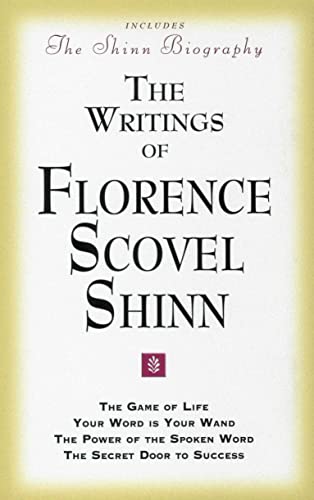 INCLUDES
The Shinn Biography
THE
WRITINGS
OF
FLORENCE
SCOVEL
SHINN
THE GAME OF LIFE
YOUR WORD IS YOUR WAND
THE POWER OF THE SPOKEN WORD
THE SECRET DOOR TO SUCCESS